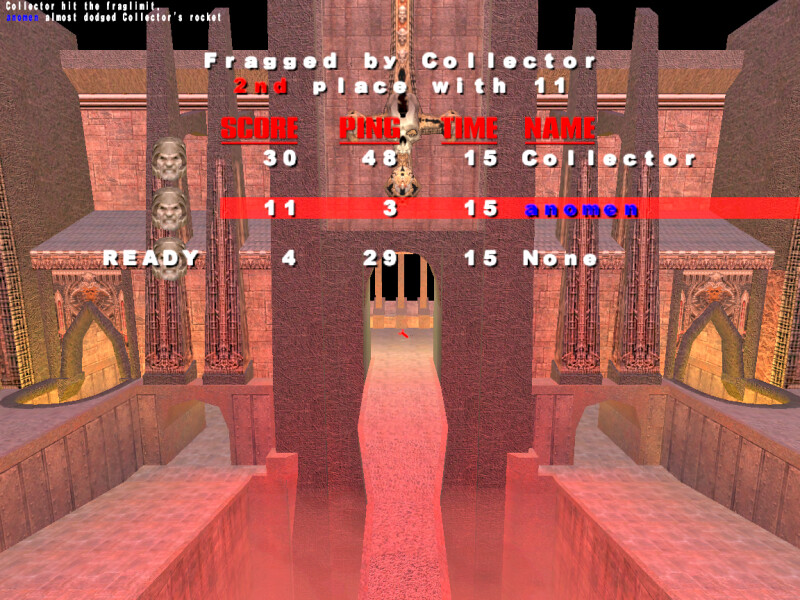 Collector hit the fraglimit.
anomen almost dodged Collector's rocket
Fragged by Collector
2nd place with 11
SCORE PING TIME NAME
30 48 15 Collector
11 3 15 anomen
READY 4 29 15 None